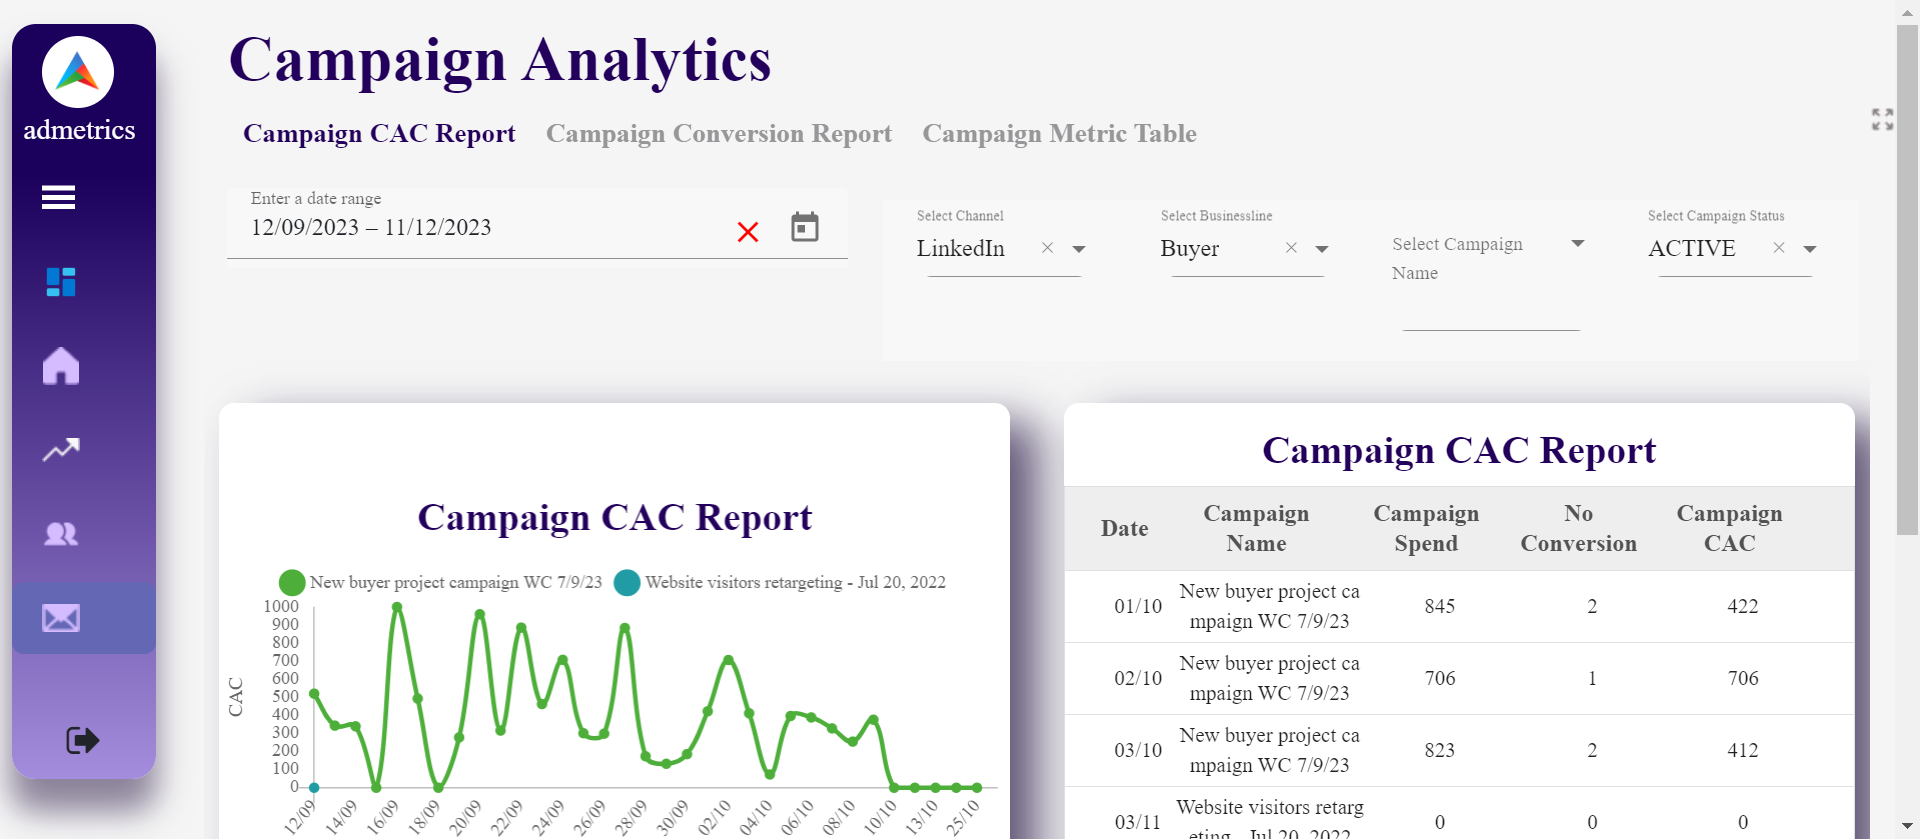 admetrics
Campaign Analytics
Campaign CAC Report Campaign Conversion Report Campaign Metric Table
Enter a date range
12/09/2023 – 11/12/2023
Select Channel
LinkedIn
Select Businessline
Buyer
Select Campaign
Name
Select Campaign Status
ACTIVE
Campaign CAC Report
New buyer project campaign WC 7/9/23 Website visitors retargeting - Jul 20, 2022
CAC
1000
900
800
700
600
500
400
300
200
100
0
12/09 14/09 16/09 18/09 20/09 22/09 24/09 26/09 28/09 30/09 02/10 04/10 06/10 08/10 10/10 13/10 25/10
Campaign CAC Report
Date Campaign Name Campaign Spend No Conversion Campaign CAC
01/10 New buyer project ca 845 2 422
mpaign WC 7/9/23
02/10 New buyer project ca 706 1 706
mpaign WC 7/9/23
03/10 New buyer project ca 823 2 412
mpaign WC 7/9/23
03/11 Website visitors retarg 0 0 0
eting - Jul 20, 2022